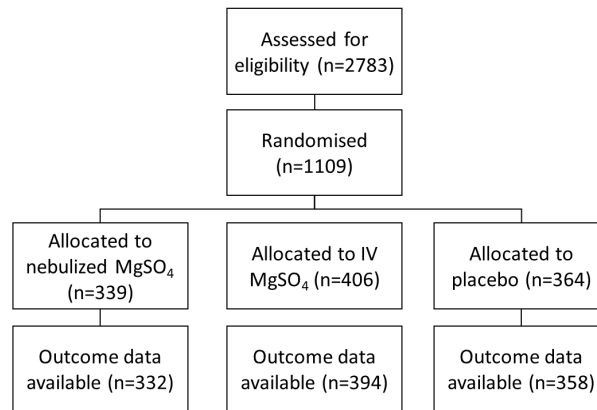 Assessed for
eligibility (n=2783)
Randomised
(n=1109)
Allocated to
nebulized MgSO₄
(n=339)
Allocated to IV
MgSO₄ (n=406)
Allocated to
placebo (n=364)
Outcome data
available (n=332)
Outcome data
available (n=394)
Outcome data
available (n=358)